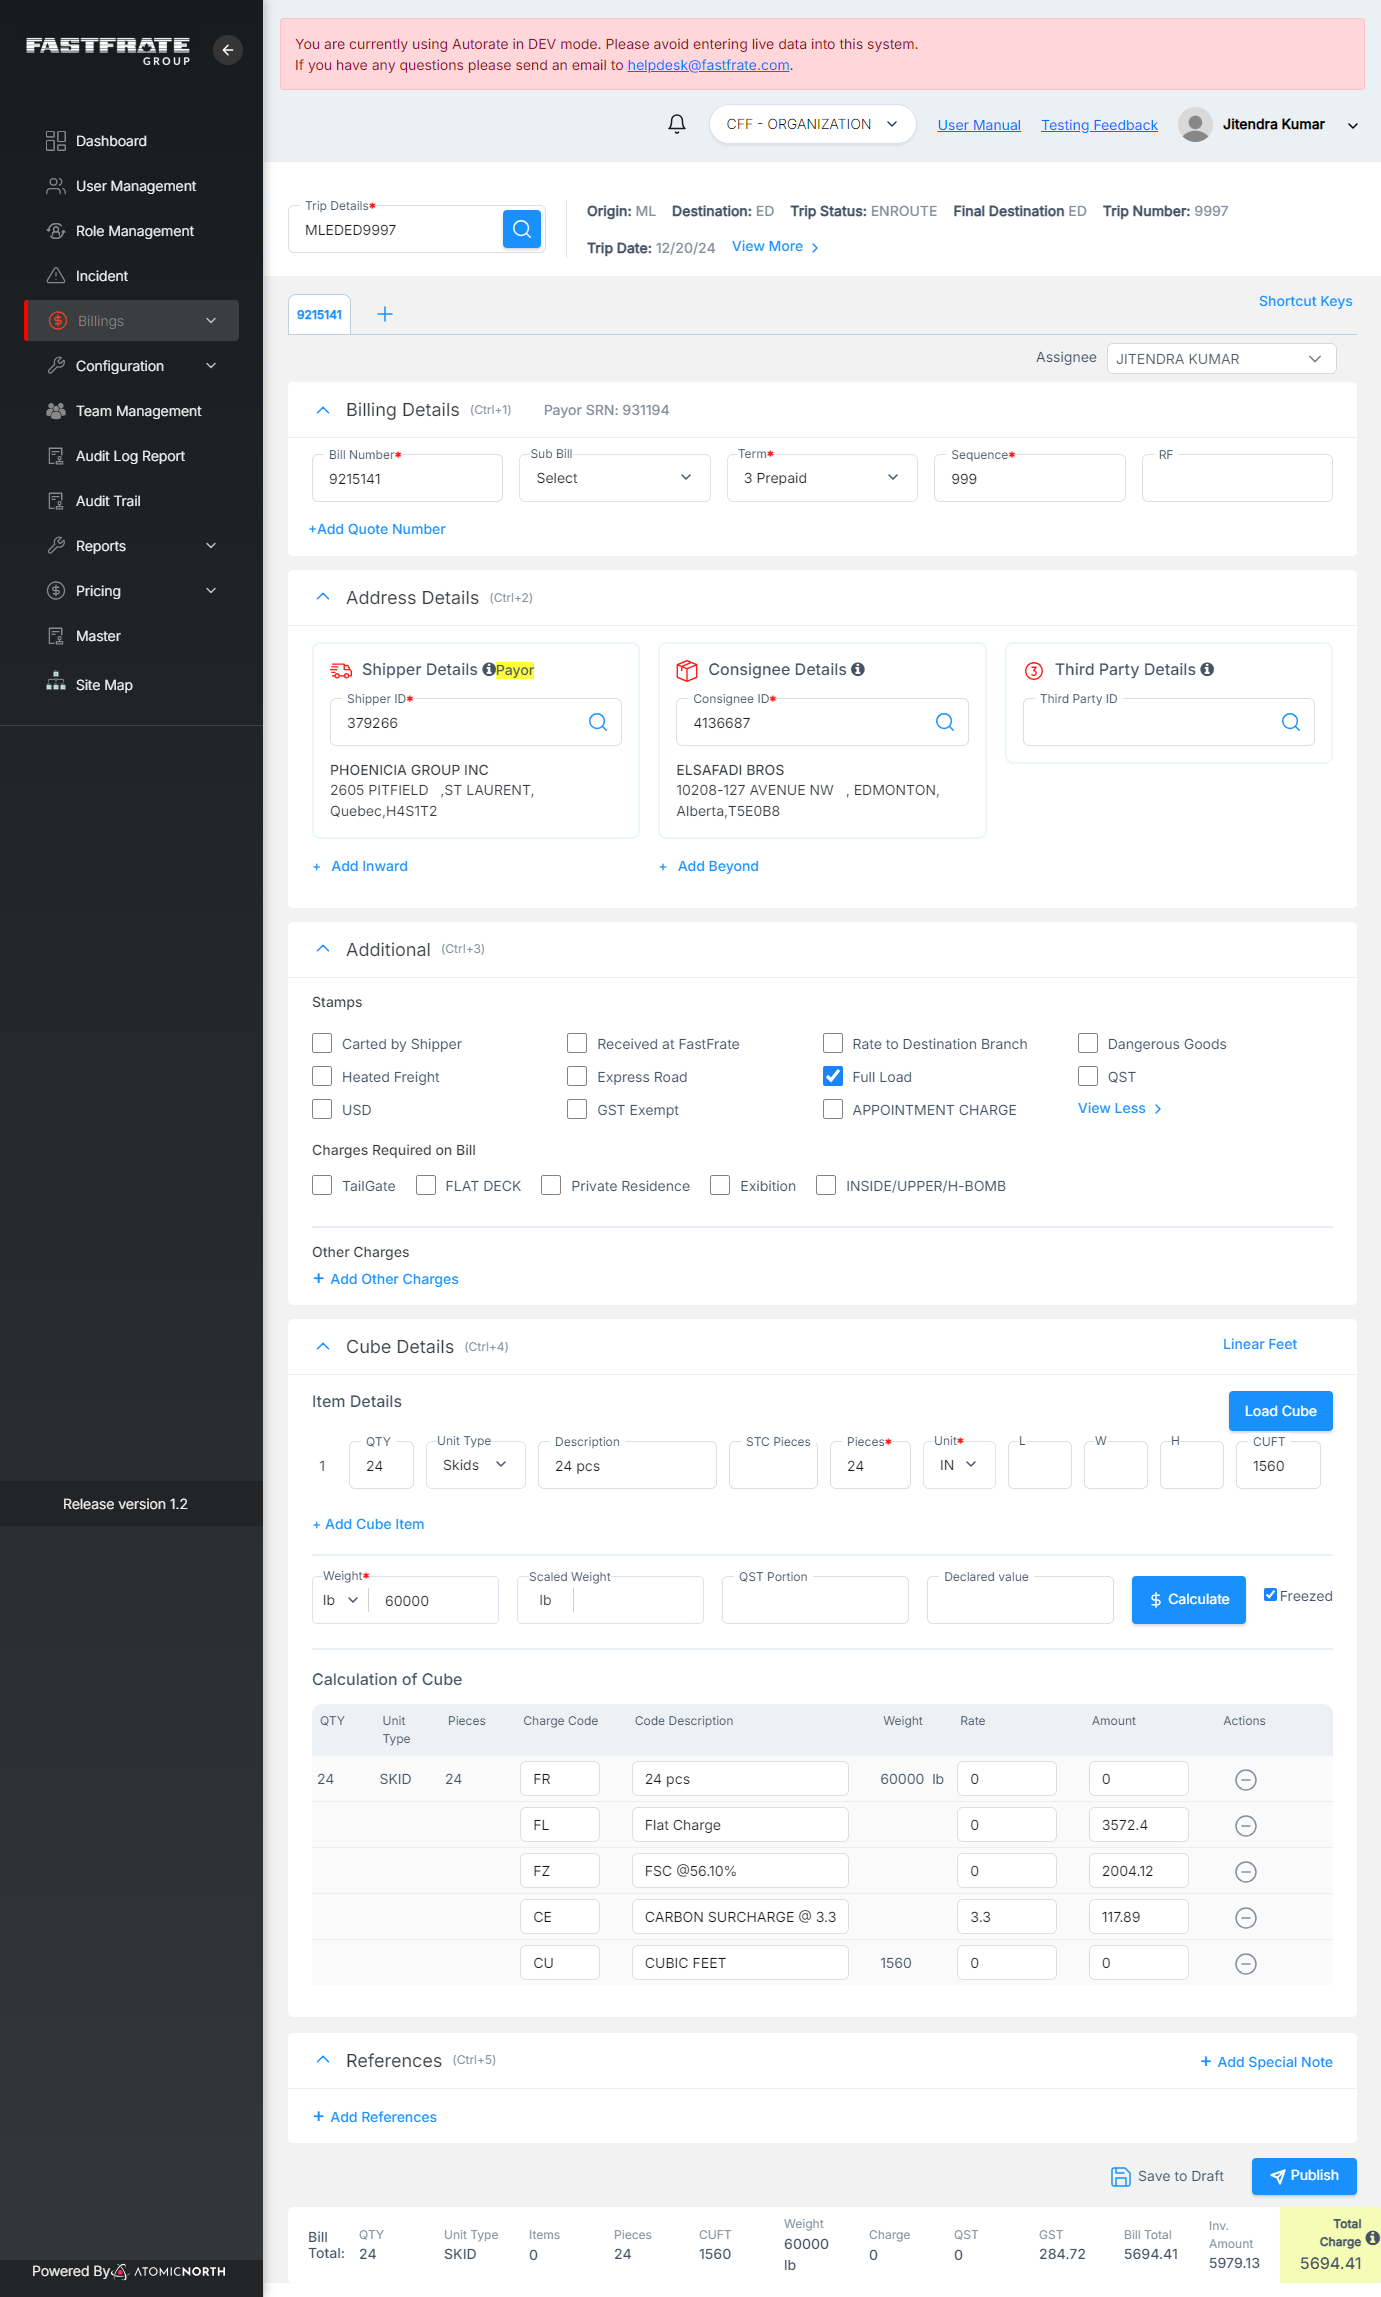 FASTFRATE
GROUP
Dashboard
User Management
Role Management
Incident
Billings
Configuration
Team Management
Audit Log Report
Audit Trail
Reports
Pricing
Master
Site Map
Release version 1.2
Powered By ATOMICNORTH
You are currently using Autorate in DEV mode. Please avoid entering live data into this system.
If you have any questions please send an email to helpdesk@fastfrate.com.
CFF - ORGANIZATION User Manual Testing Feedback Jitendra Kumar
Trip Details*
MLEDED9997
Origin: ML Destination: ED Trip Status: ENROUTE Final Destination ED Trip Number: 9997
Trip Date: 12/20/24 View More
9215141 +
Shortcut Keys
Assignee JITENDRA KUMAR
Billing Details (Ctrl+1) Payor SRN: 931194
Bill Number* Sub Bill Term* Sequence* RF
9215141 Select 3 Prepaid 999
+Add Quote Number
Address Details (Ctrl+2)
Shipper Details Payor
Shipper ID*
379266
PHOENICIA GROUP INC
2605 PITFIELD ,ST LAURENT,
Quebec,H4S1T2
+ Add Inward
Consignee Details
Consignee ID*
4136687
ELSAFADI BROS
10208-127 AVENUE NW , EDMONTON,
Alberta,T5E0B8
+ Add Beyond
3 Third Party Details
Third Party ID
Additional (Ctrl+3)
Stamps
Carted by Shipper Received at FastFrate Rate to Destination Branch Dangerous Goods
Heated Freight Express Road Full Load QST
USD GST Exempt APPOINTMENT CHARGE View Less
Charges Required on Bill
TailGate FLAT DECK Private Residence Exibition INSIDE/UPPER/H-BOMB
Other Charges
+ Add Other Charges
Cube Details (Ctrl+4) Linear Feet
Item Details
Load Cube
QTY Unit Type Description STC Pieces Pieces* Unit* L W H CUFT
1 24 Skids 24 pcs 24 IN 1560
+ Add Cube Item
Weight* Scaled Weight QST Portion Declared value
lb 60000 lb $ Calculate Freezed
Calculation of Cube
QTY Unit Type Pieces Charge Code Code Description Weight Rate Amount Actions
24 SKID 24 FR 24 pcs 60000 lb 0 0
FL Flat Charge 0 3572.4
FZ FSC @56.10% 0 2004.12
CE CARBON SURCHARGE @ 3.3 3.3 117.89
CU CUBIC FEET 1560 0 0
References (Ctrl+5) + Add Special Note
+ Add References
Save to Draft Publish
Bill Total: QTY Unit Type Items Pieces CUFT Weight Charge QST GST Bill Total Inv. Amount Total Charge
24 SKID 0 24 1560 60000 lb 0 0 284.72 5694.41 5979.13 5694.41